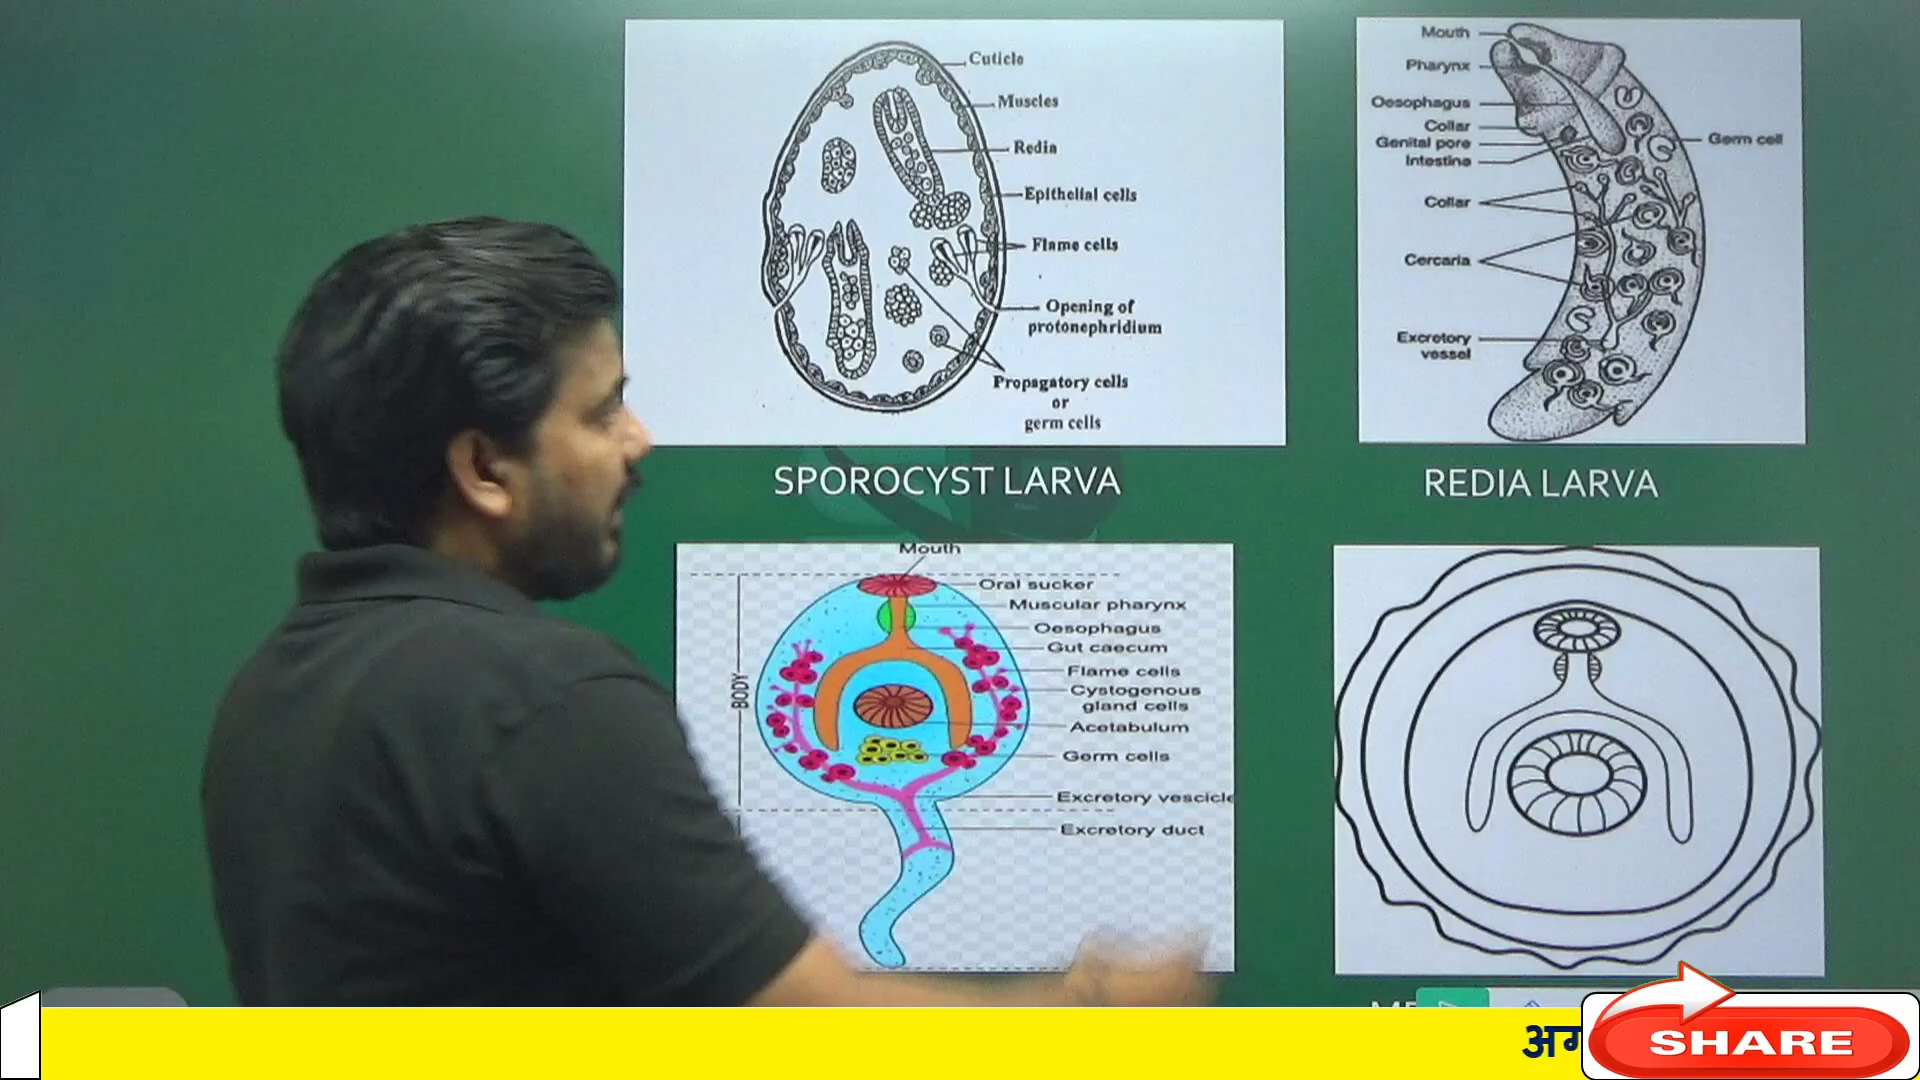 Cuticle
Muscles
Redia
Epithelial cells
Flame cells
Opening of
protonephridium
Propagatory cells
or
germ cells
SPOROCYST LARVA
Mouth
Pharynx
Oesophagus
Collar
Genital pore
Intestine
Germ cell
Collar
Cercaria
Excretory
vessel
REDIA LARVA
Mouth
Oral sucker
Muscular pharynx
Oesophagus
Gut caecum
Flame cells
Cystogenous
gland cells
Acetabulum
Germ cells
Excretory vescicle
Excretory duct
BODY
SHARE